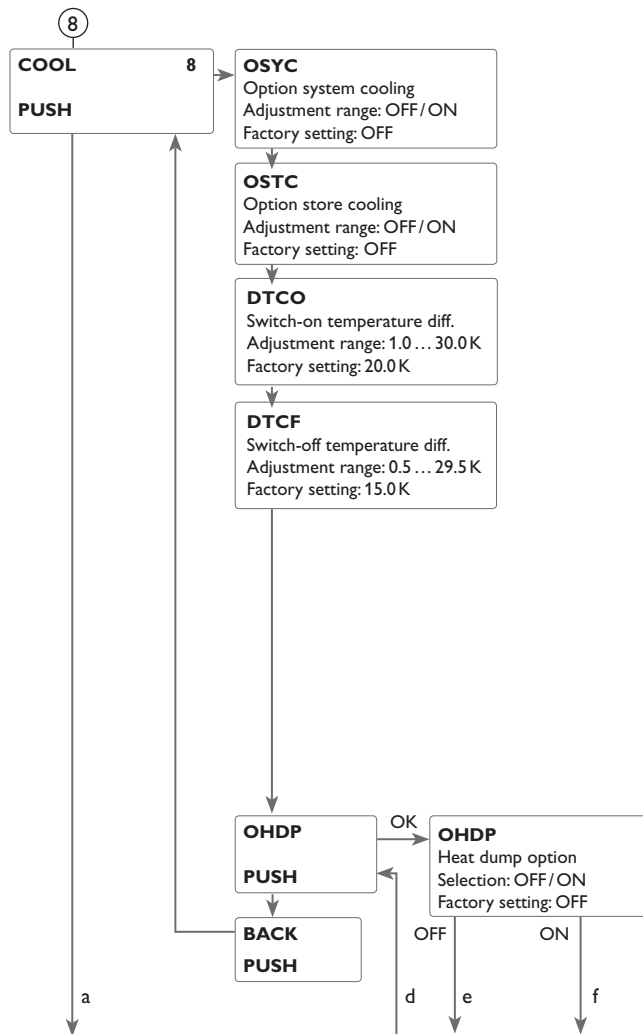 8
COOL 8
PUSH
OSYC
Option system cooling
Adjustment range: OFF/ON
Factory setting: OFF
OSTC
Option store cooling
Adjustment range: OFF/ON
Factory setting: OFF
DTCO
Switch-on temperature diff.
Adjustment range: 1.0 … 30.0 K
Factory setting: 20.0 K
DTCF
Switch-off temperature diff.
Adjustment range: 0.5 … 29.5 K
Factory setting: 15.0 K
OHDP
PUSH
OK
OHDP
Heat dump option
Selection: OFF/ON
Factory setting: OFF
BACK
PUSH
OFF ON
a d e f